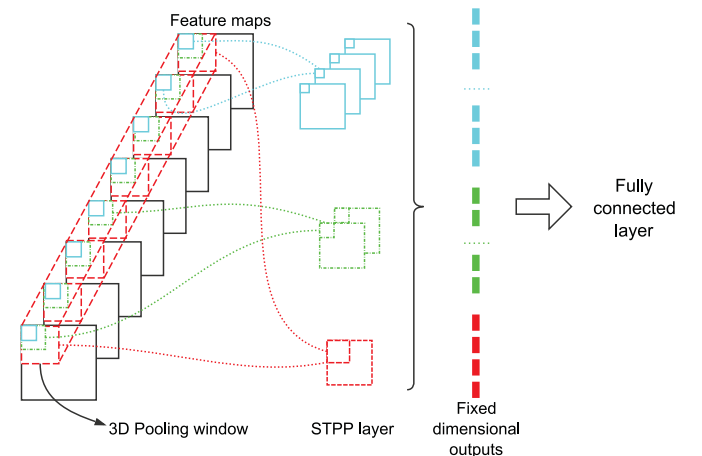 Feature maps
Fully
connected
layer
3D Pooling window
STPP layer
Fixed
dimensional
outputs